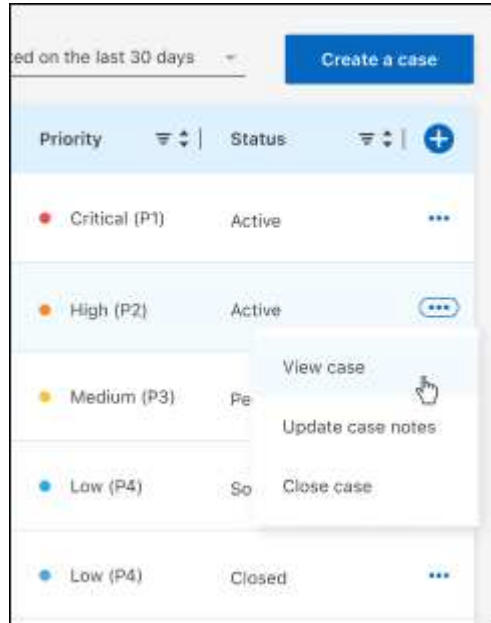 ted on the last 30 days
Create a case
Priority Status
Critical (P1) Active
High (P2) Active
View case
Medium (P3) Pe
Update case notes
Low (P4) So Close case
Low (P4) Closed